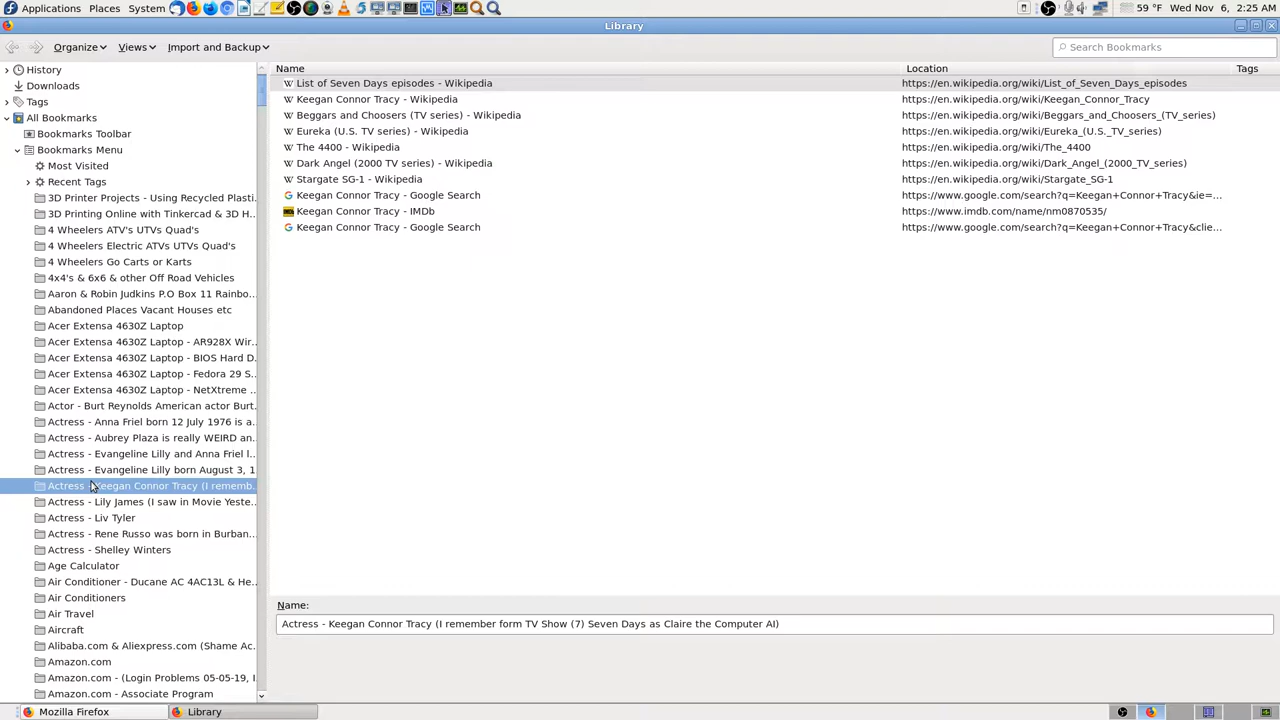 Applications Places System 59 °F Wed Nov 6, 2:25 AM
Library
Organize Views Import and Backup Search Bookmarks
Name Location Tags
History
Downloads
Tags
All Bookmarks
Bookmarks Toolbar
Bookmarks Menu
Most Visited
Recent Tags
3D Printer Projects - Using Recycled Plasti...
3D Printing Online with Tinkercad & 3D H...
4 Wheelers ATV's UTVs Quad's
4 Wheelers Electric ATVs UTVs Quad's
4 Wheelers Go Carts or Karts
4x4's & 6x6 & other Off Road Vehicles
Aaron & Robin Judkins P.O Box 11 Rainbo...
Abandoned Places Vacant Houses etc
Acer Extensa 4630Z Laptop
Acer Extensa 4630Z Laptop - AR928X Wir...
Acer Extensa 4630Z Laptop - BIOS Hard D...
Acer Extensa 4630Z Laptop - Fedora 29 S...
Acer Extensa 4630Z Laptop - NetXtreme ...
Actor - Burt Reynolds American actor Burt...
Actress - Anna Friel born 12 July 1976 is a...
Actress - Aubrey Plaza is really WEIRD an...
Actress - Evangeline Lilly and Anna Friel l...
Actress - Evangeline Lilly born August 3, 1...
Actress - Keegan Connor Tracy (I rememb...
Actress - Lily James (I saw in Movie Yeste...
Actress - Liv Tyler
Actress - Rene Russo was born in Burban...
Actress - Shelley Winters
Age Calculator
Air Conditioner - Ducane AC 4AC13L & He...
Air Conditioners
Air Travel
Aircraft
Alibaba.com & Aliexpress.com (Shame Ac...
Amazon.com
Amazon.com - (Login Problems 05-05-19, I...
Amazon.com - Associate Program
List of Seven Days episodes - Wikipedia https://en.wikipedia.org/wiki/List_of_Seven_Days_episodes
Keegan Connor Tracy - Wikipedia https://en.wikipedia.org/wiki/Keegan_Connor_Tracy
Beggars and Choosers (TV series) - Wikipedia https://en.wikipedia.org/wiki/Beggars_and_Choosers_(TV_series)
Eureka (U.S. TV series) - Wikipedia https://en.wikipedia.org/wiki/Eureka_(U.S._TV_series)
The 4400 - Wikipedia https://en.wikipedia.org/wiki/The_4400
Dark Angel (2000 TV series) - Wikipedia https://en.wikipedia.org/wiki/Dark_Angel_(2000_TV_series)
Stargate SG-1 - Wikipedia https://en.wikipedia.org/wiki/Stargate_SG-1
Keegan Connor Tracy - Google Search https://www.google.com/search?q=Keegan+Connor+Tracy&ie=...
Keegan Connor Tracy - IMDb https://www.imdb.com/name/nm0870535/
Keegan Connor Tracy - Google Search https://www.google.com/search?q=Keegan+Connor+Tracy&clie...
Name:
Actress - Keegan Connor Tracy (I remember form TV Show (7) Seven Days as Claire the Computer AI)
Mozilla Firefox Library